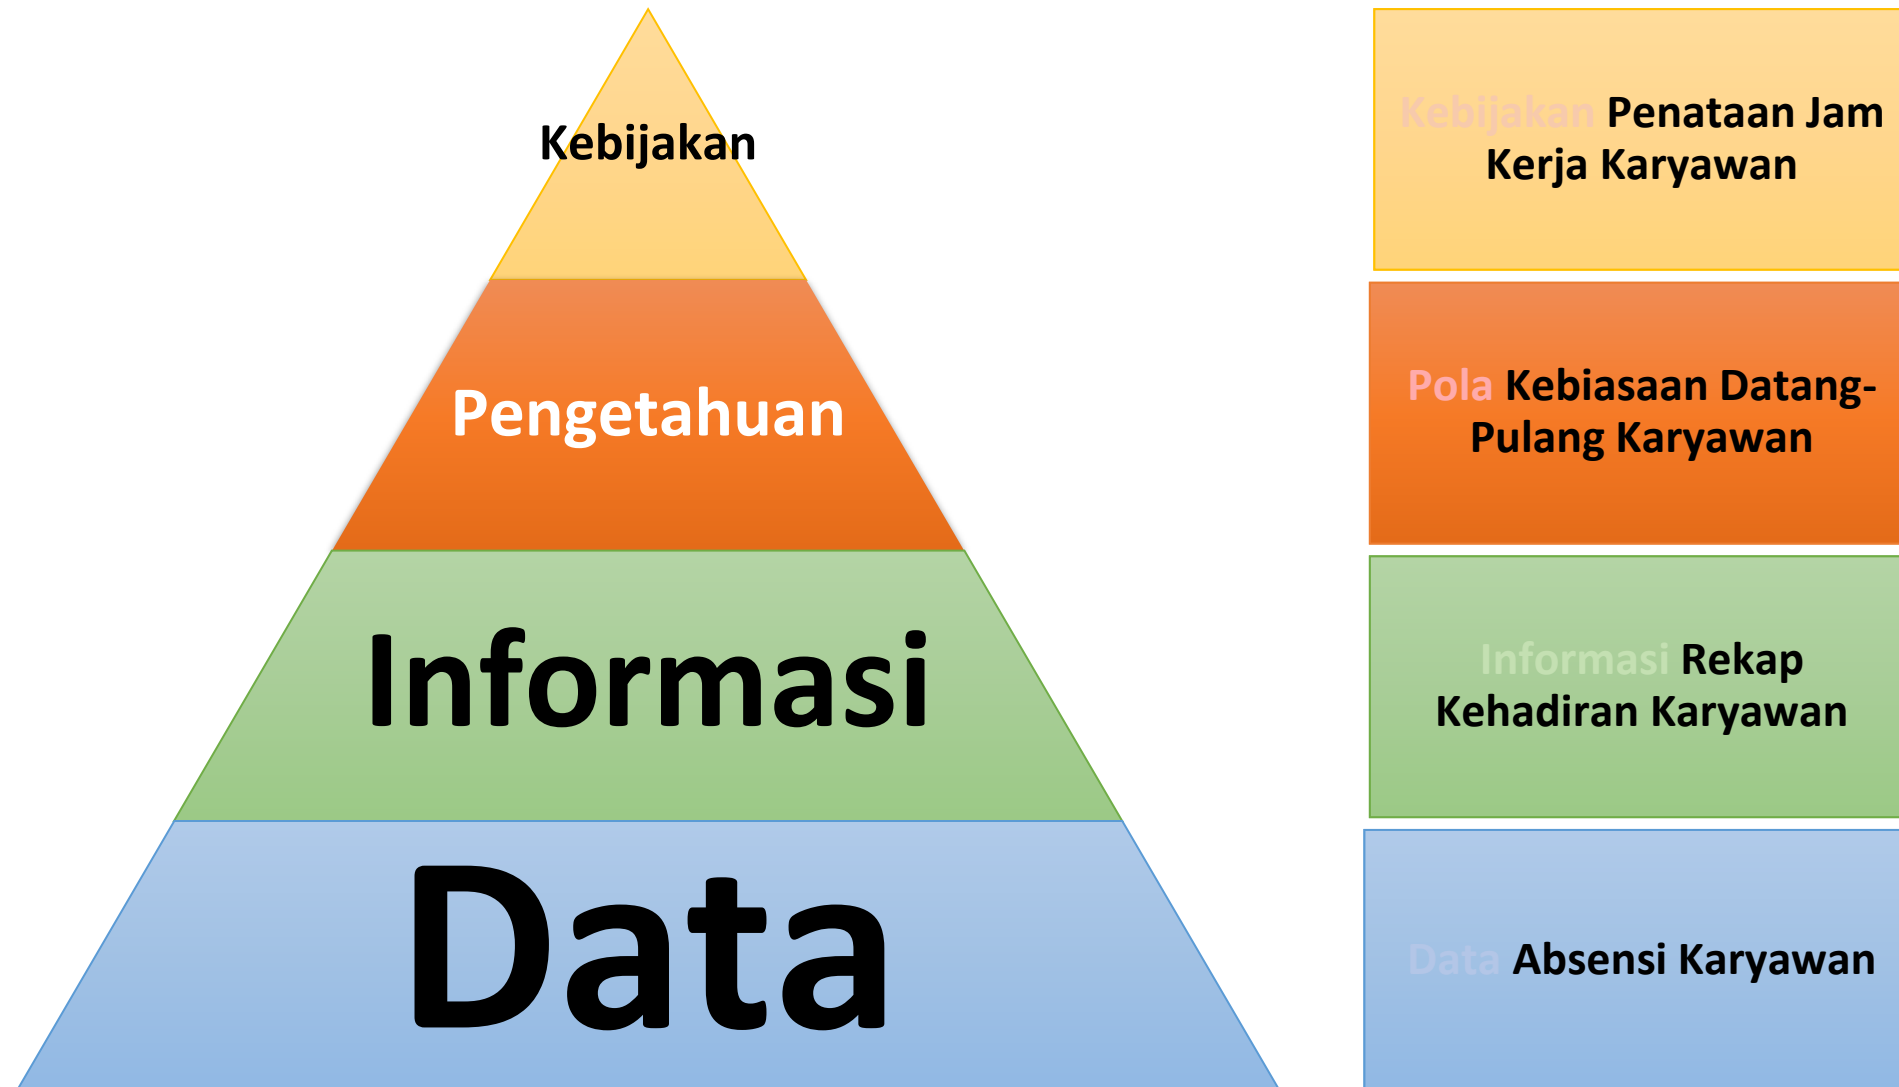 Kebijakan
Pengetahuan
Informasi
Data
Kebijakan Penataan Jam
Kerja Karyawan
Pola Kebiasaan Datang-
Pulang Karyawan
Informasi Rekap
Kehadiran Karyawan
Data Absensi Karyawan